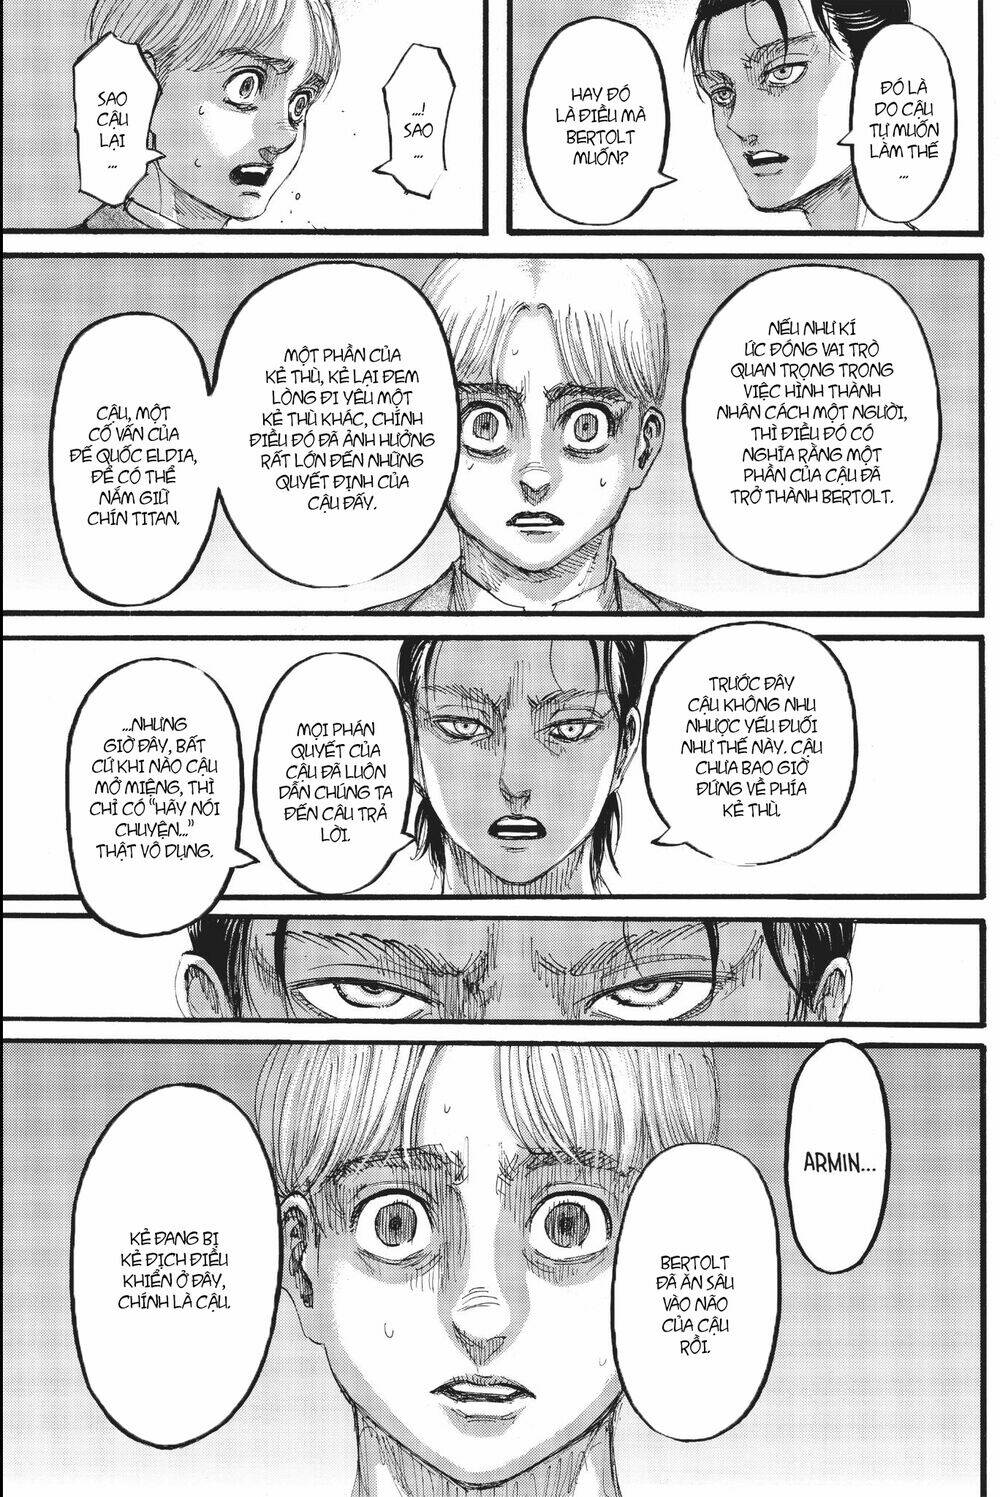 ĐÓ LÀ
DO CẬU
TỰ MUỐN
LÀM THẾ
...
HAY ĐÓ
LÀ ĐIỀU MÀ
BERTOLT
MUỐN?
...!
SAO
...
SAO
CẬU
LẠI
...
NẾU NHƯ KÍ
ỨC ĐÓNG VAI TRÒ
QUAN TRỌNG TRONG
VIỆC HÌNH THÀNH
NHÂN CÁCH MỘT NGƯỜI,
THÌ ĐIỀU ĐÓ CÓ
NGHĨA RẰNG MỘT
PHẦN CỦA CẬU ĐÃ
TRỞ THÀNH BERTOLT.
MỘT PHẦN CỦA
KẺ THÙ, KẺ LẠI ĐEM
LÒNG ĐI YÊU MỘT
KẺ THÙ KHÁC, CHÍNH
ĐIỀU ĐÓ ĐÃ ẢNH HƯỞNG
RẤT LỚN ĐẾN NHỮNG
QUYẾT ĐỊNH CỦA
CẬU ĐẤY.
CẬU, MỘT
CỐ VẤN CỦA
ĐẾ QUỐC ELDIA,
ĐỂ CÓ THỂ
NẮM GIỮ
CHÍN TITAN.
TRƯỚC ĐÂY
CẬU KHÔNG NHU
NHƯỢC YẾU ĐUỐI
NHƯ THẾ NÀY. CẬU
CHƯA BAO GIỜ
ĐỨNG VỀ PHÍA
KẺ THÙ.
MỌI PHÁN
QUYẾT CỦA
CẬU ĐÃ LUÔN
DẪN CHÚNG TA
ĐẾN CÂU TRẢ
LỜI.
...NHƯNG
GIỜ ĐÂY, BẤT
CỨ KHI NÀO CẬU
MỞ MIỆNG, THÌ
CHỈ CÓ "HÃY NÓI
CHUYỆN..."
THẬT VÔ DỤNG.
ARMIN...
BERTOLT
ĐÃ ĂN SÂU
VÀO NÃO
CỦA CẬU
RỒI.
KẺ ĐANG BỊ
KẺ ĐỊCH ĐIỀU
KHIỂN Ở ĐÂY,
CHÍNH LÀ CẬU.